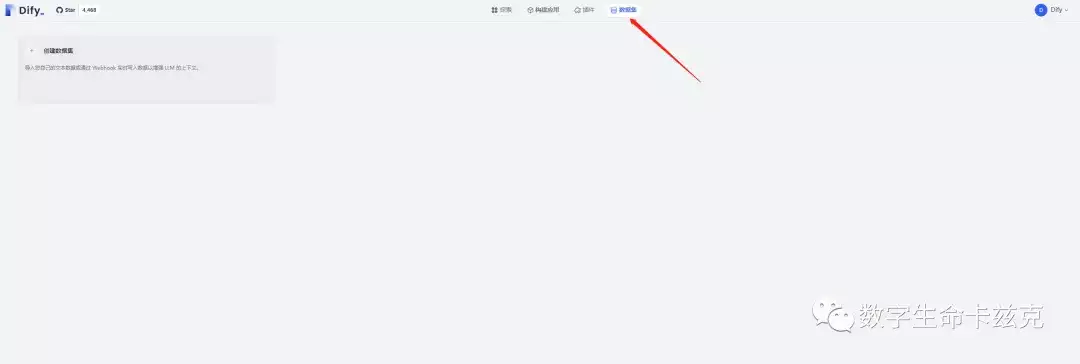 Dify_ Star 4,468 探索 构建应用 插件 数据集 D Dify
+ 创建数据集
导入您自己的文本数据或通过 Webhook 实时写入数据以增强 LLM 的上下文。
数字生命卡兹克